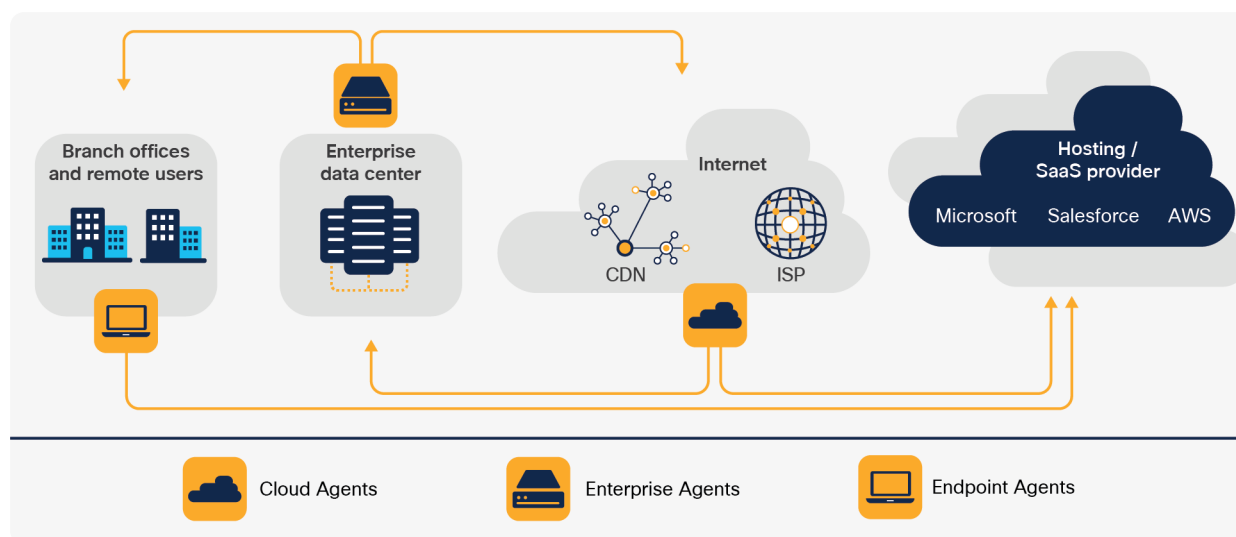 Branch offices
and remote users
Enterprise
data center
Internet
CDN
ISP
Hosting /
SaaS provider
Microsoft Salesforce AWS
Cloud Agents
Enterprise Agents
Endpoint Agents